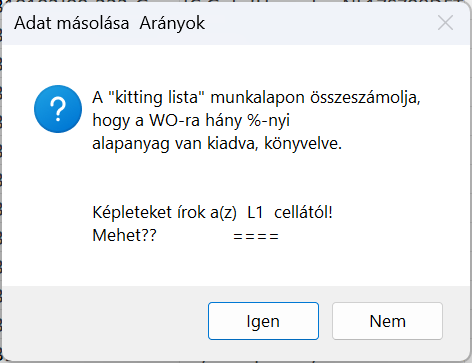 Adat másolása  Arányok
A "kitting lista" munkalapon összeszámolja,
hogy a WO-ra hány %-nyi
alapanyag van kiadva, könyvelve.
Képleteket írok a(z)  L1  cellától!
Mehet??                ====
Igen
Nem